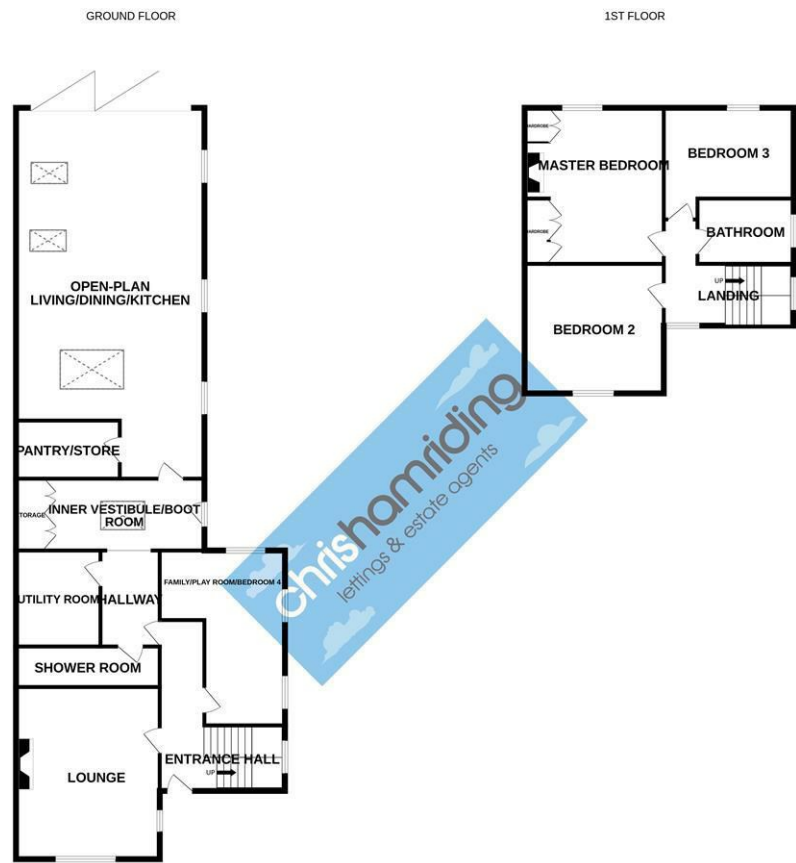 GROUND FLOOR
1ST FLOOR
OPEN-PLAN
LIVING/DINING/KITCHEN
PANTRY/STORE
STORAGE
INNER VESTIBULE/BOOT
ROOM
UTILITY ROOM
HALLWAY
FAMILY/PLAY ROOM/BEDROOM 4
SHOWER ROOM
LOUNGE
ENTRANCE HALL
UP
WARDROBE
MASTER BEDROOM
WARDROBE
BEDROOM 3
BATHROOM
UP
LANDING
BEDROOM 2
chrishamriding
lettings & estate agents